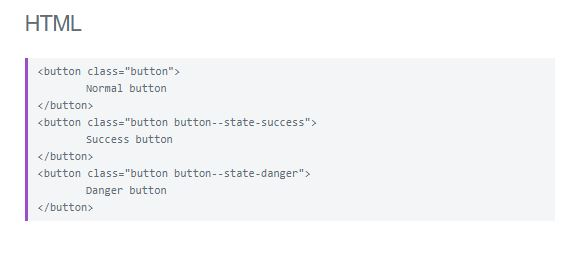 HTML
<button class="button">
        Normal button
</button>
<button class="button button--state-success">
        Success button
</button>
<button class="button button--state-danger">
        Danger button
</button>